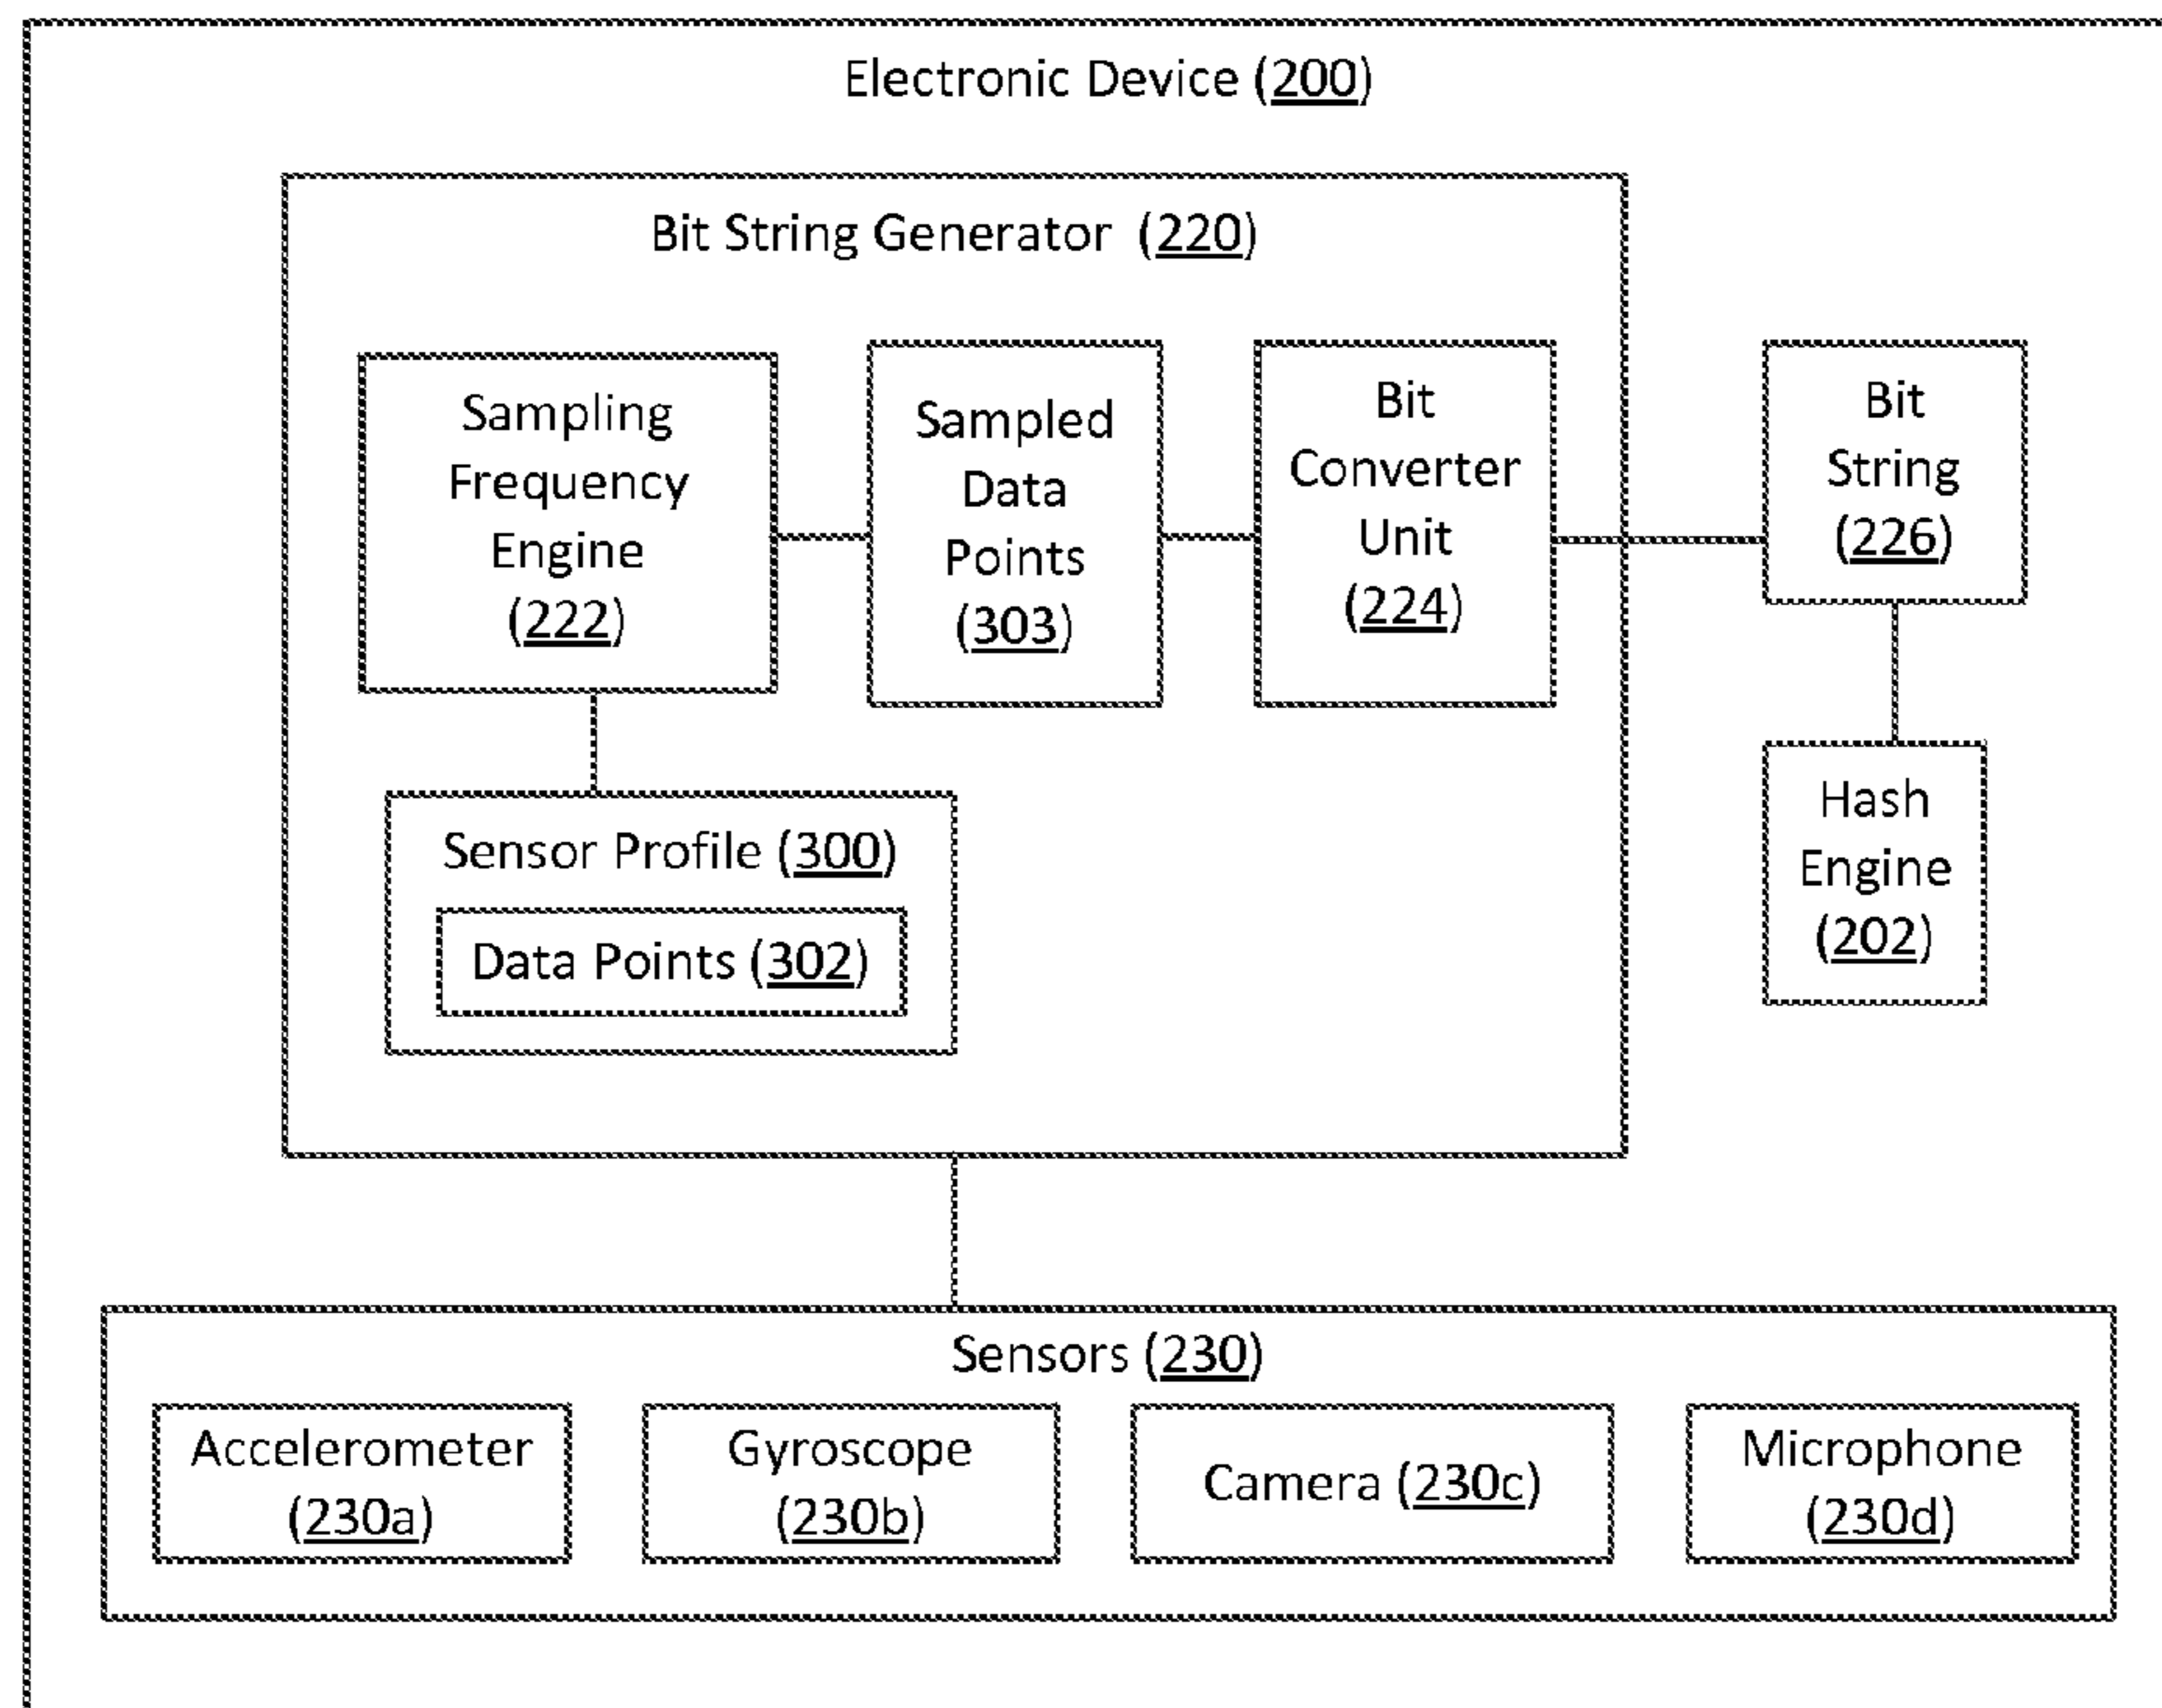 Electronic Device (200)
Bit String Generator (220)
Sampling
Frequency
Engine
(222)
Sampled
Data
Points
(303)
Bit
Converter
Unit
(224)
Bit
String
(226)
Sensor Profile (300)
Data Points (302)
Hash
Engine
(202)
Sensors (230)
Accelerometer
(230a)
Gyroscope
(230b)
Camera (230c)
Microphone
(230d)